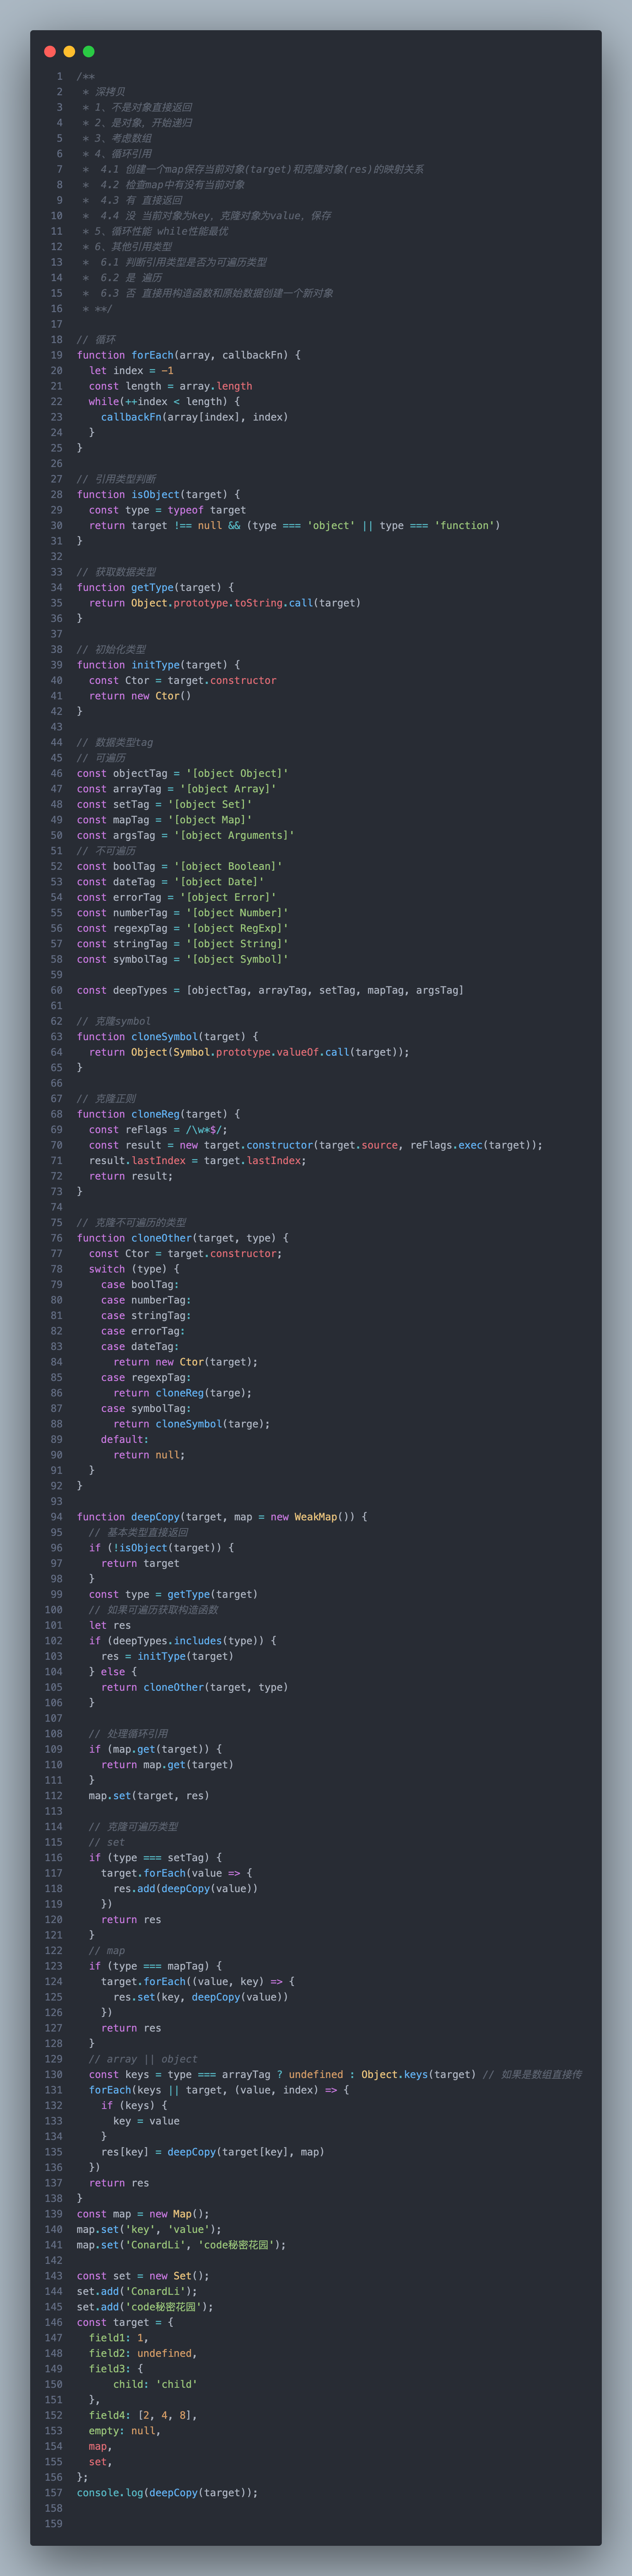 1 /**
2  * 深拷贝
3  * 1、不是对象直接返回
4  * 2、是对象，开始递归
5  * 3、考虑数组
6  * 4、循环引用
7  *  4.1 创建一个map保存当前对象(target)和克隆对象(res)的映射关系
8  *  4.2 检查map中有没有当前对象
9  *  4.3 有 直接返回
10  *  4.4 没 当前对象为key，克隆对象为value，保存
11  * 5、循环性能 while性能最优
12  * 6、其他引用类型
13  *  6.1 判断引用类型是否为可遍历类型
14  *  6.2 是 遍历
15  *  6.3 否 直接用构造函数和原始数据创建一个新对象
16  * **/
17
18 // 循环
19 function forEach(array, callbackFn) {
20   let index = -1
21   const length = array.length
22   while(++index < length) {
23     callbackFn(array[index], index)
24   }
25 }
26
27 // 引用类型判断
28 function isObject(target) {
29   const type = typeof target
30   return target !== null && (type === 'object' || type === 'function')
31 }
32
33 // 获取数据类型
34 function getType(target) {
35   return Object.prototype.toString.call(target)
36 }
37
38 // 初始化类型
39 function initType(target) {
40   const Ctor = target.constructor
41   return new Ctor()
42 }
43
44 // 数据类型tag
45 // 可遍历
46 const objectTag = '[object Object]'
47 const arrayTag = '[object Array]'
48 const setTag = '[object Set]'
49 const mapTag = '[object Map]'
50 const argsTag = '[object Arguments]'
51 // 不可遍历
52 const boolTag = '[object Boolean]'
53 const dateTag = '[object Date]'
54 const errorTag = '[object Error]'
55 const numberTag = '[object Number]'
56 const regexpTag = '[object RegExp]'
57 const stringTag = '[object String]'
58 const symbolTag = '[object Symbol]'
59
60 const deepTypes = [objectTag, arrayTag, setTag, mapTag, argsTag]
61
62 // 克隆symbol
63 function cloneSymbol(target) {
64   return Object(Symbol.prototype.valueOf.call(target));
65 }
66
67 // 克隆正则
68 function cloneReg(target) {
69   const reFlags = /\w*$/;
70   const result = new target.constructor(target.source, reFlags.exec(target));
71   result.lastIndex = target.lastIndex;
72   return result;
73 }
74
75 // 克隆不可遍历的类型
76 function cloneOther(target, type) {
77   const Ctor = target.constructor;
78   switch (type) {
79     case boolTag:
80     case numberTag:
81     case stringTag:
82     case errorTag:
83     case dateTag:
84       return new Ctor(target);
85     case regexpTag:
86       return cloneReg(targe);
87     case symbolTag:
88       return cloneSymbol(targe);
89     default:
90       return null;
91   }
92 }
93
94 function deepCopy(target, map = new WeakMap()) {
95   // 基本类型直接返回
96   if (!isObject(target)) {
97     return target
98   }
99   const type = getType(target)
100   // 如果可遍历获取构造函数
101   let res
102   if (deepTypes.includes(type)) {
103     res = initType(target)
104   } else {
105     return cloneOther(target, type)
106   }
107
108   // 处理循环引用
109   if (map.get(target)) {
110     return map.get(target)
111   }
112   map.set(target, res)
113
114   // 克隆可遍历类型
115   // set
116   if (type === setTag) {
117     target.forEach(value => {
118       res.add(deepCopy(value))
119     })
120     return res
121   }
122   // map
123   if (type === mapTag) {
124     target.forEach((value, key) => {
125       res.set(key, deepCopy(value))
126     })
127     return res
128   }
129   // array || object
130   const keys = type === arrayTag ? undefined : Object.keys(target) // 如果是数组直接传
131   forEach(keys || target, (value, index) => {
132     if (keys) {
133       key = value
134     }
135     res[key] = deepCopy(target[key], map)
136   })
137   return res
138 }
139 const map = new Map();
140 map.set('key', 'value');
141 map.set('ConardLi', 'code秘密花园');
142
143 const set = new Set();
144 set.add('ConardLi');
145 set.add('code秘密花园');
146 const target = {
147   field1: 1,
148   field2: undefined,
149   field3: {
150       child: 'child'
151   },
152   field4: [2, 4, 8],
153   empty: null,
154   map,
155   set,
156 };
157 console.log(deepCopy(target));
158
159